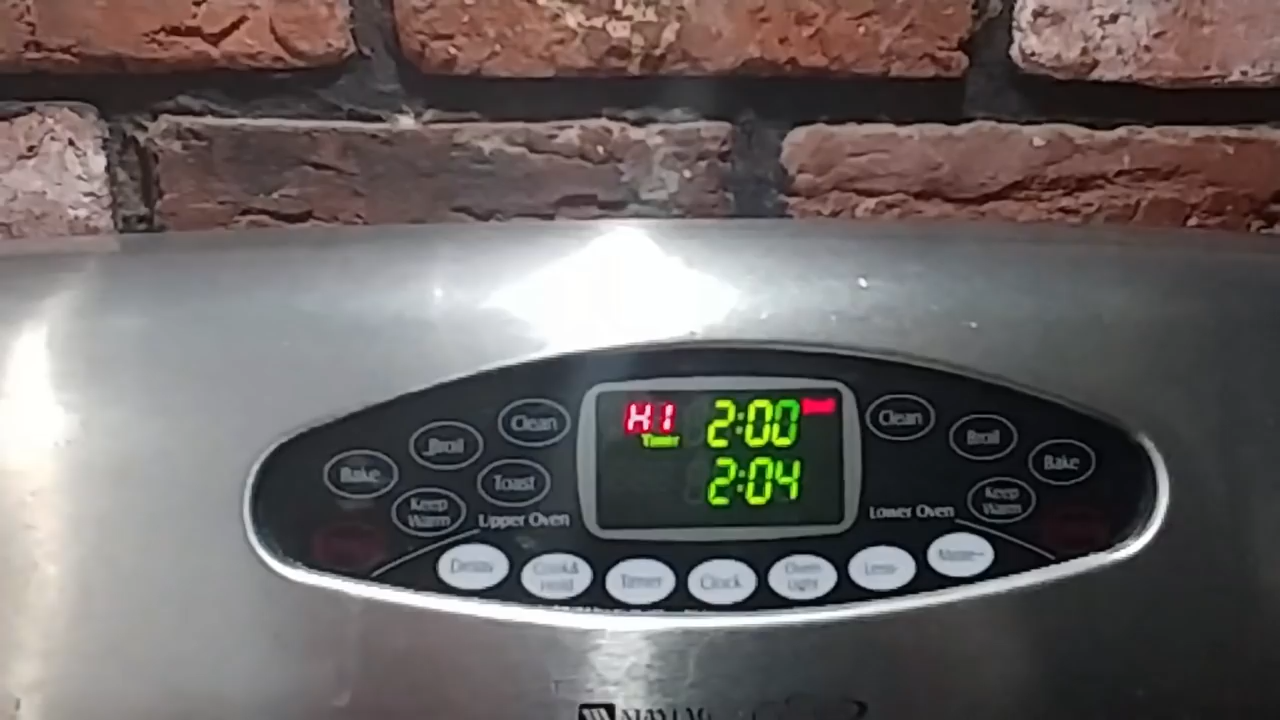 HI 2:00
Timer
2:04
Clean
Broil
Bake
Toast
Keep
Warm
Upper Oven
Clean
Broil
Bake
Keep
Warm
Lower Oven
Delay
Cook&
Hold
Timer
Clock
Oven
Light
Less-
More+